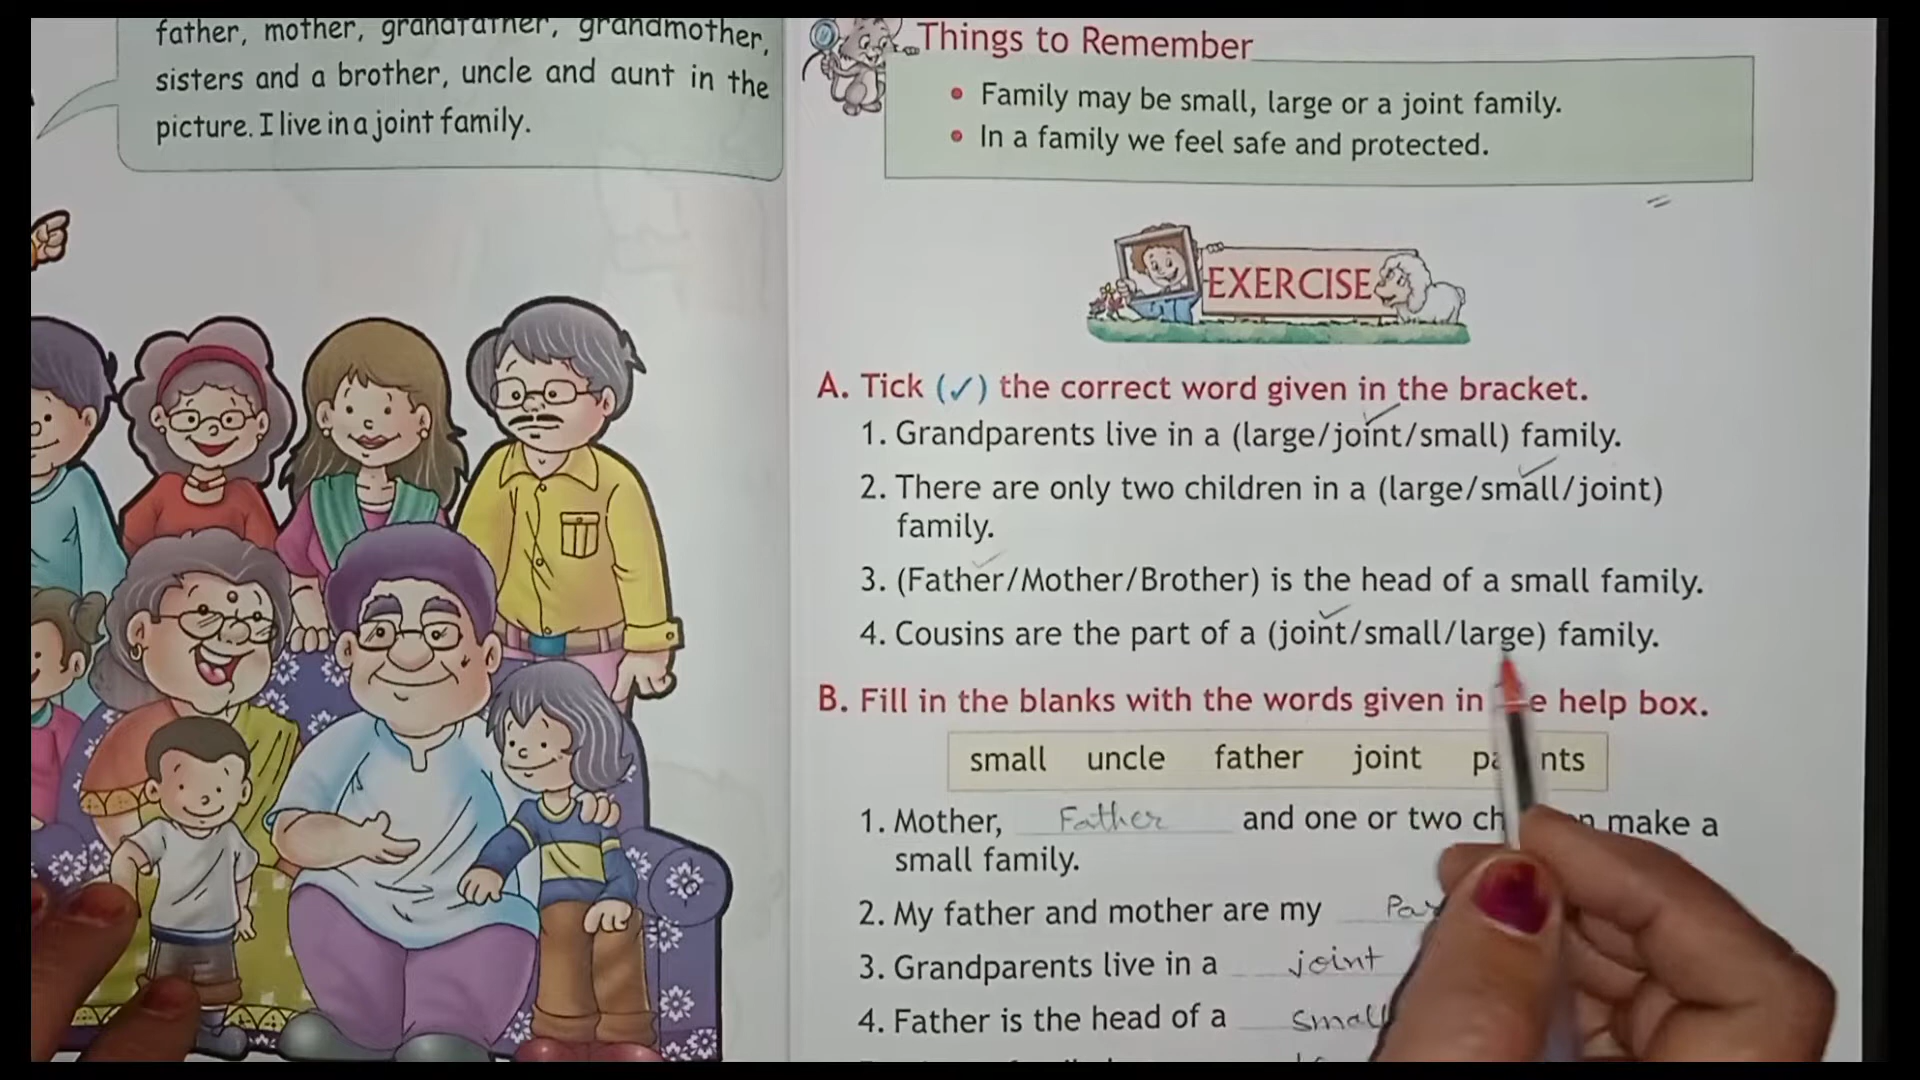 father, mother, grandfather, grandmother,
sisters and a brother, uncle and aunt in the
picture. I live in a joint family.
Things to Remember
• Family may be small, large or a joint family.
• In a family we feel safe and protected.
EXERCISE
A. Tick (✓) the correct word given in the bracket.
1. Grandparents live in a (large/joint/small) family.
2. There are only two children in a (large/small/joint)
family.
3. (Father/Mother/Brother) is the head of a small family.
4. Cousins are the part of a (joint/small/large) family.
B. Fill in the blanks with the words given in help box.
small uncle father joint
1. Mother, Father and one or two make a
small family.
2. My father and mother are my
3. Grandparents live in a joint
4. Father is the head of a small